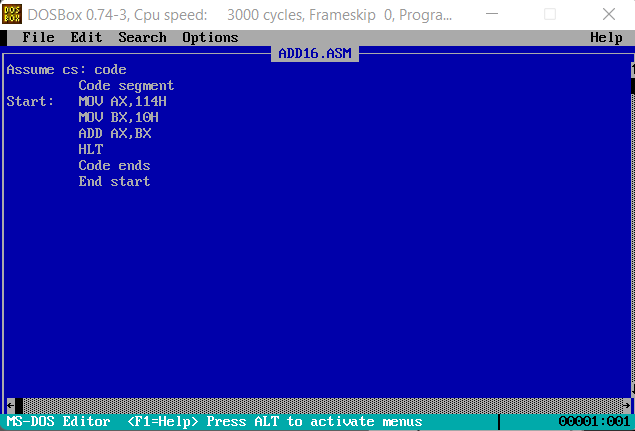 DOSBox 0.74-3, Cpu speed: 3000 cycles, Frameskip 0, Progra...
File Edit Search Options Help
ADD16.ASM
Assume cs: code
Code segment
Start: MOV AX,114H
MOV BX,10H
ADD AX,BX
HLT
Code ends
End start
MS-DOS Editor <F1=Help> Press ALT to activate menus 00001:001